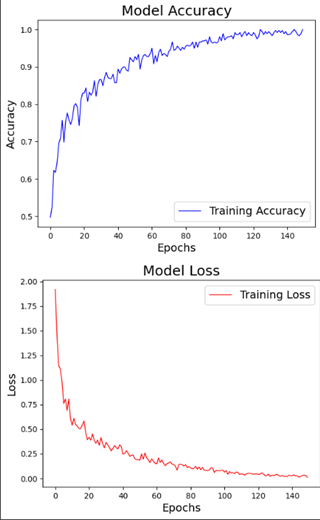 Model Accuracy
1.0
0.9
0.8
0.7
0.6
0.5
Accuracy
Training Accuracy
0 20 40 60 80 100 120 140
Epochs
Model Loss
2.00
1.75
1.50
1.25
1.00
0.75
0.50
0.25
0.00
Loss
Training Loss
0 20 40 60 80 100 120 140
Epochs